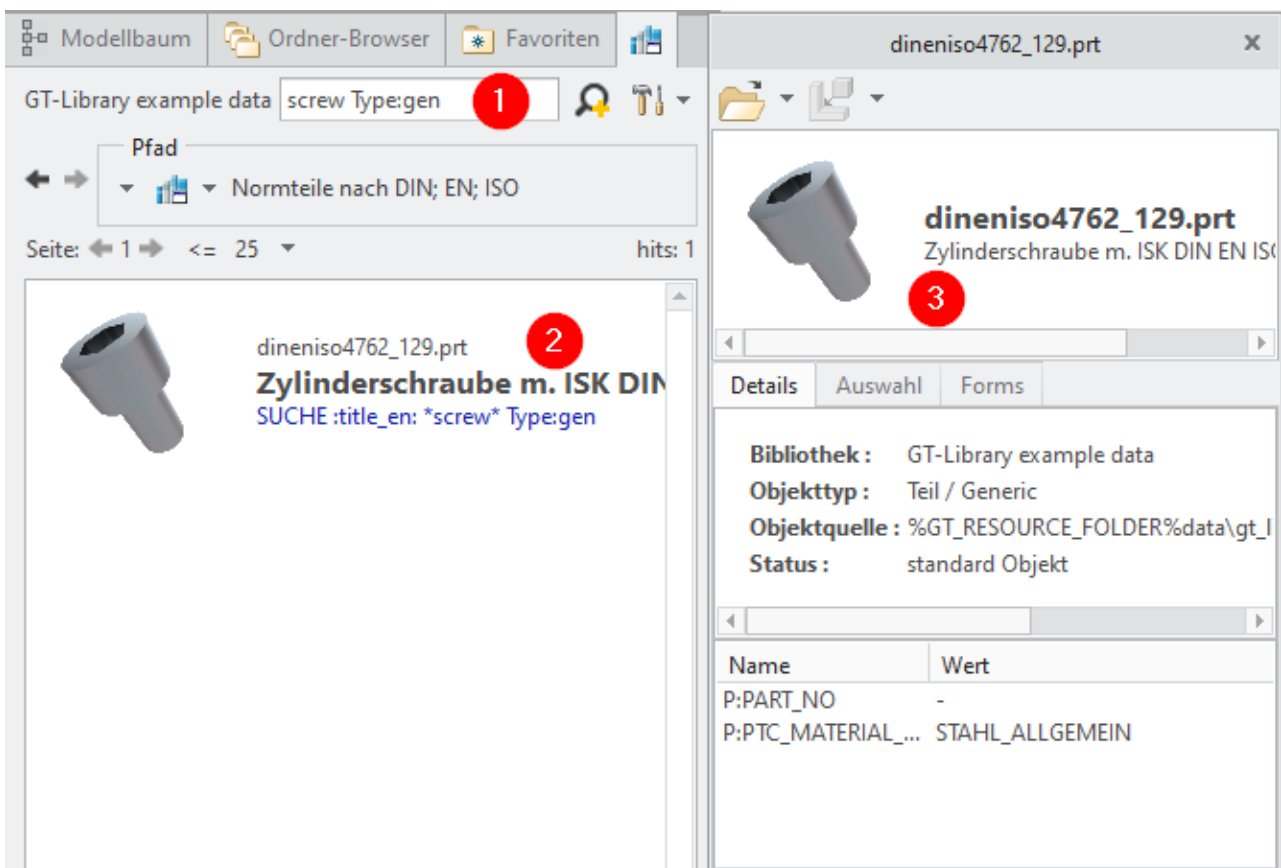 Modellbaum Ordner-Browser Favoriten
GT-Library example data screw Type:gen 1
Pfad
Normteile nach DIN; EN; ISO
Seite: 1 <= 25 hits: 1
dineniso4762_129.prt 2
Zylinderschraube m. ISK DIN
SUCHE :title_en: *screw* Type:gen
dineniso4762_129.prt x
dineniso4762_129.prt
Zylinderschraube m. ISK DIN EN IS
3
Details Auswahl Forms
Bibliothek : GT-Library example data
Objekttyp : Teil / Generic
Objektquelle : %GT_RESOURCE_FOLDER%data\gt_l
Status : standard Objekt
Name Wert
P:PART_NO -
P:PTC_MATERIAL_... STAHL_ALLGEMEIN